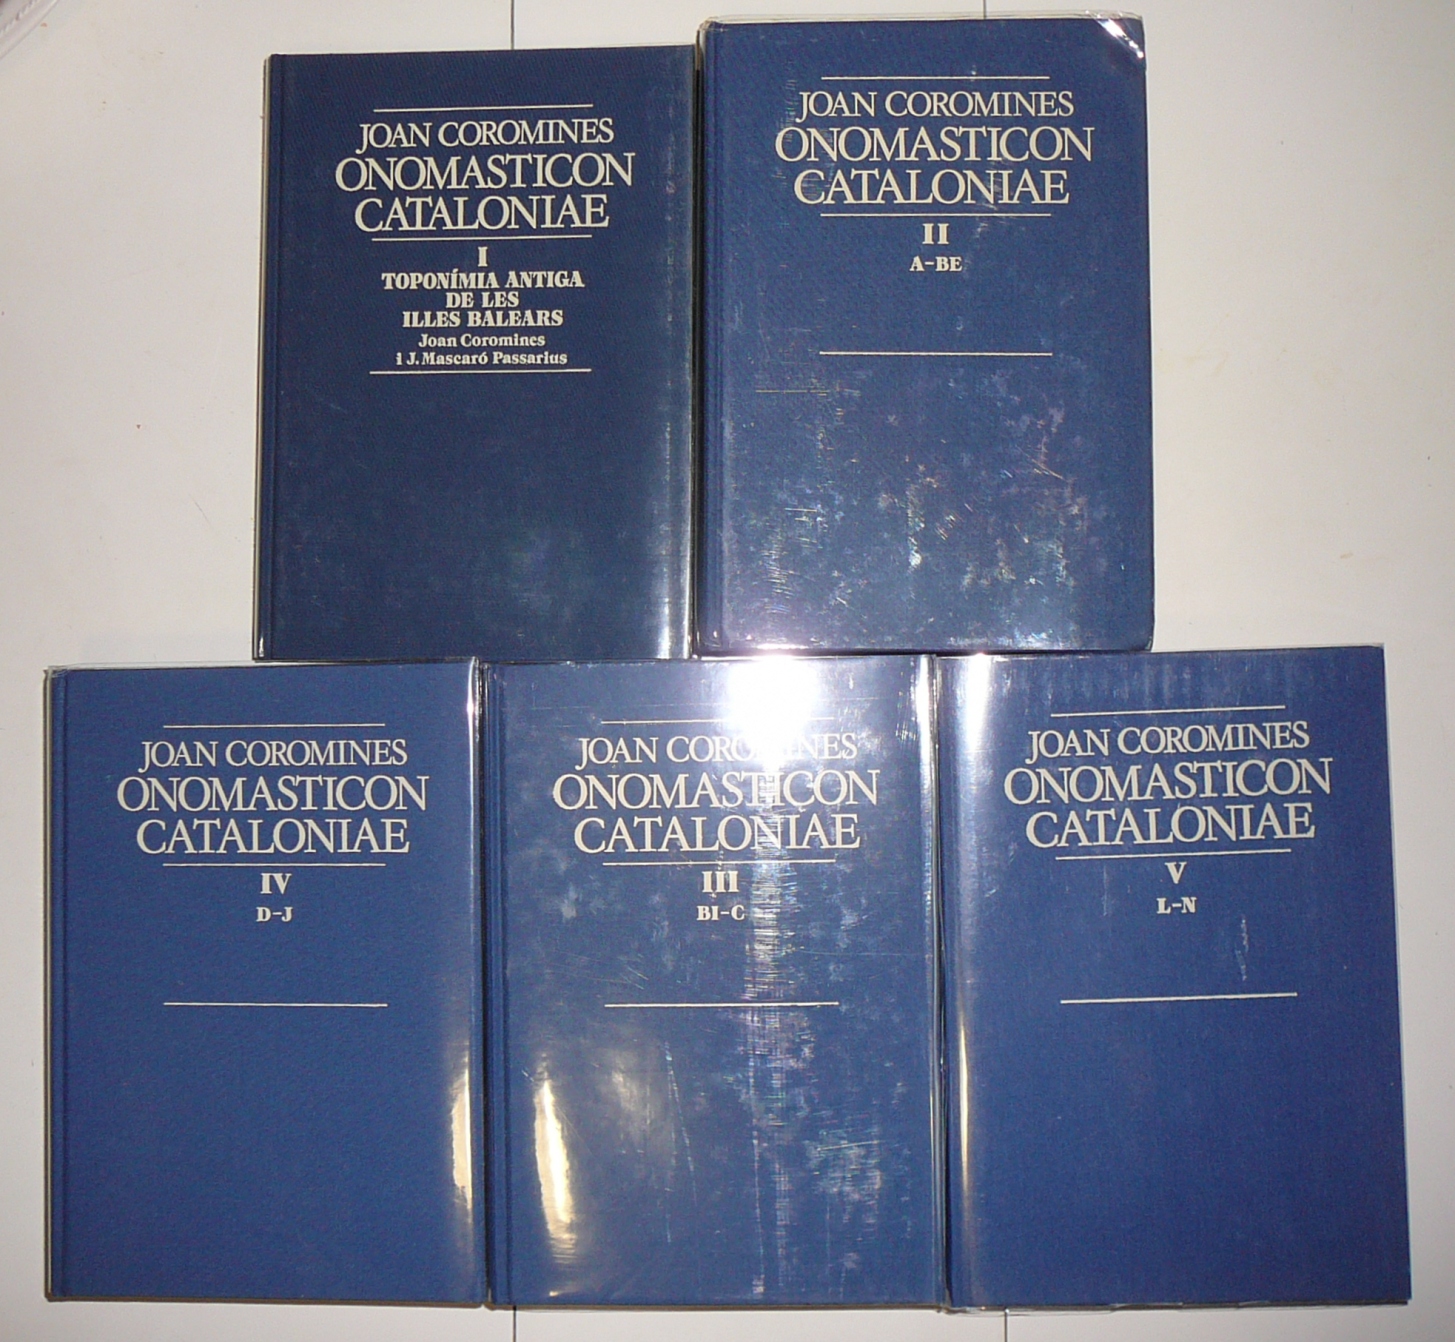 JOAN COROMINES
ONOMASTICON
CATALONIAE
I
TOPONÍMIA ANTIGA
DE LES
ILLES BALEARS
Joan Coromines
i J. Mascaró Passarius
JOAN COROMINES
ONOMASTICON
CATALONIAE
II
A-BE
JOAN COROMINES
ONOMASTICON
CATALONIAE
IV
D-J
JOAN COROMINES
ONOMASTICON
CATALONIAE
III
BI-C
JOAN COROMINES
ONOMASTICON
CATALONIAE
V
L-N